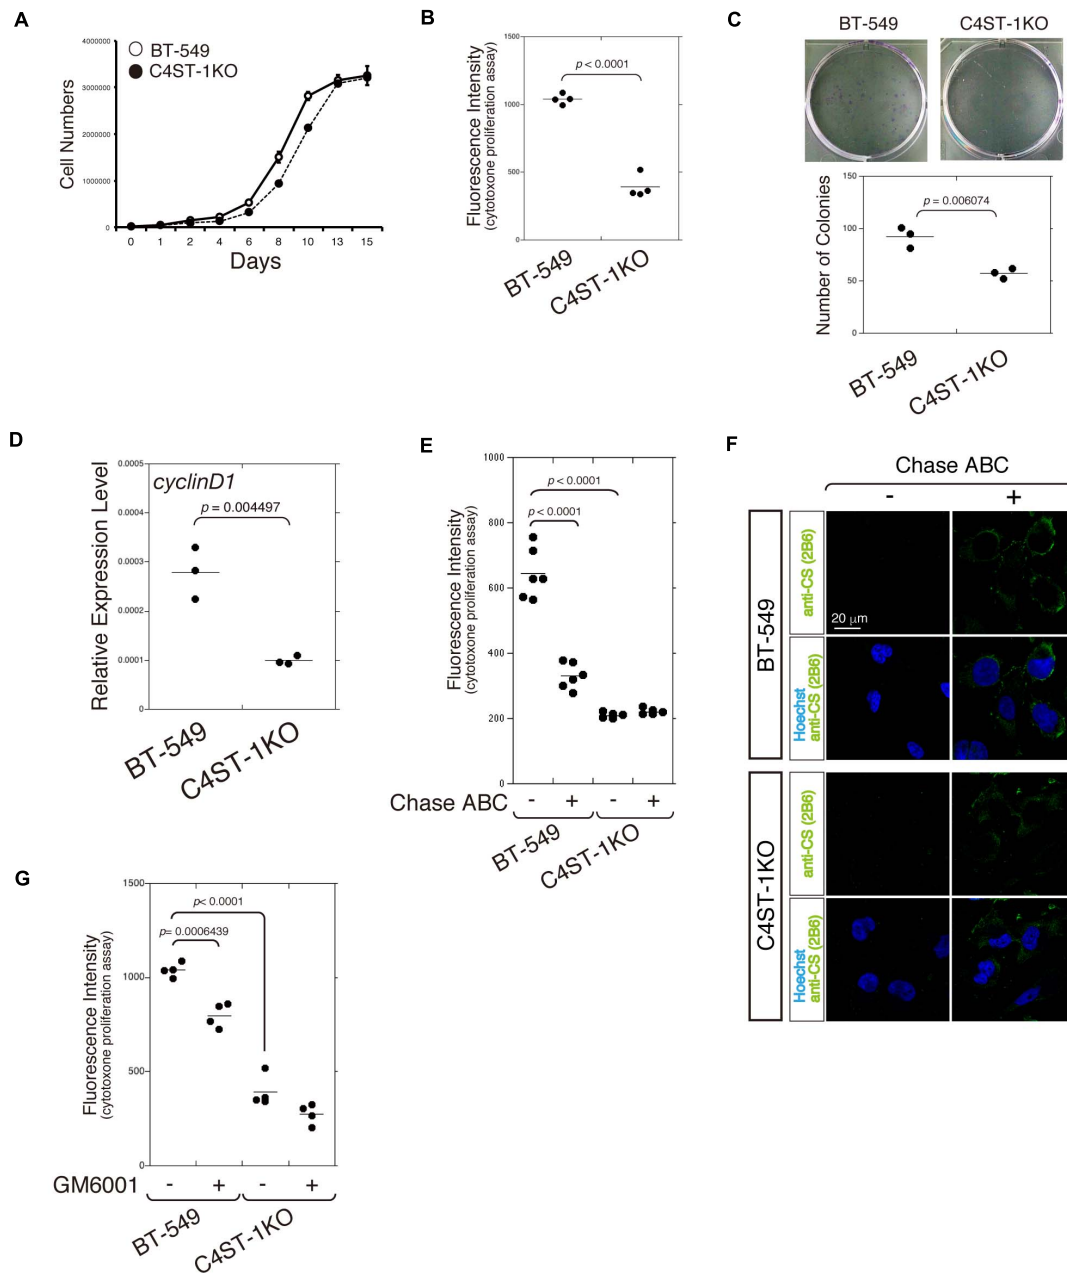 A
BT-549
C4ST-1KO
4000000
3000000
2000000
1000000
0
Cell Numbers
0 1 2 4 6 8 10 13 15
Days
B
1500
1000
500
0
Fluorescence Intensity
(cytotoxone proliferation assay)
p < 0.0001
BT-549
C4ST-1KO
C
BT-549
C4ST-1KO
150
100
50
0
Number of Colonies
p = 0.006074
BT-549
C4ST-1KO
D
0.0005
0.0004
0.0003
0.0002
0.0001
0
Relative Expression Level
cyclinD1
p = 0.004497
BT-549
C4ST-1KO
E
1000
800
600
400
200
0
Fluorescence Intensity
(cytotoxone proliferation assay)
p < 0.0001
p < 0.0001
Chase ABC - + - +
BT-549
C4ST-1KO
F
Chase ABC
- +
BT-549
anti-CS (2B6)
20 μm
Hoechst
anti-CS (2B6)
C4ST-1KO
anti-CS (2B6)
Hoechst
anti-CS (2B6)
G
1500
1000
500
0
Fluorescence Intensity
(cytotoxone proliferation assay)
p< 0.0001
p= 0.0006439
GM6001 - + - +
BT-549
C4ST-1KO